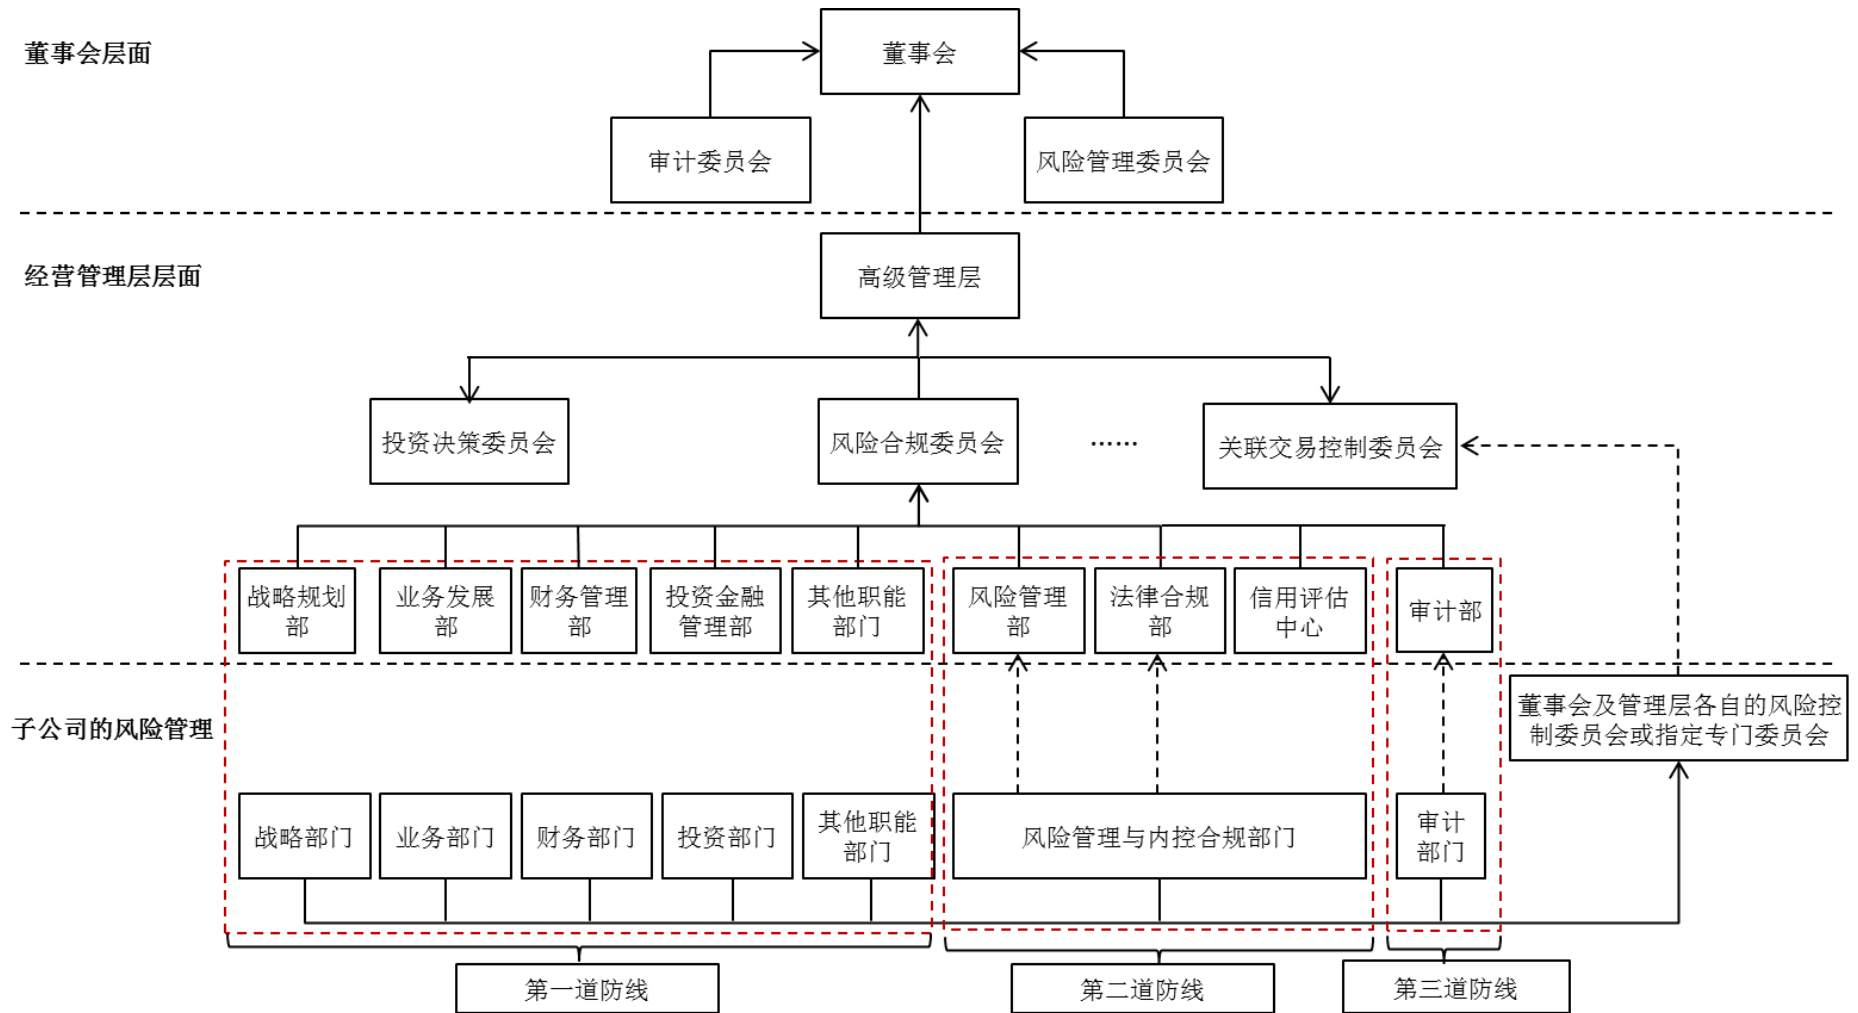 董事会层面
董事会
审计委员会
风险管理委员会
经营管理层层面
高级管理层
投资决策委员会
风险合规委员会
……
关联交易控制委员会
战略规划
部
业务发展
部
财务管理
部
投资金融
管理部
其他职能
部门
风险管理
部
法律合规
部
信用评估
中心
审计部
子公司的风险管理
董事会及管理层各自的风险控
制委员会或指定专门委员会
战略部门
业务部门
财务部门
投资部门
其他职能
部门
风险管理与内控合规部门
审计
部门
第一道防线
第二道防线
第三道防线